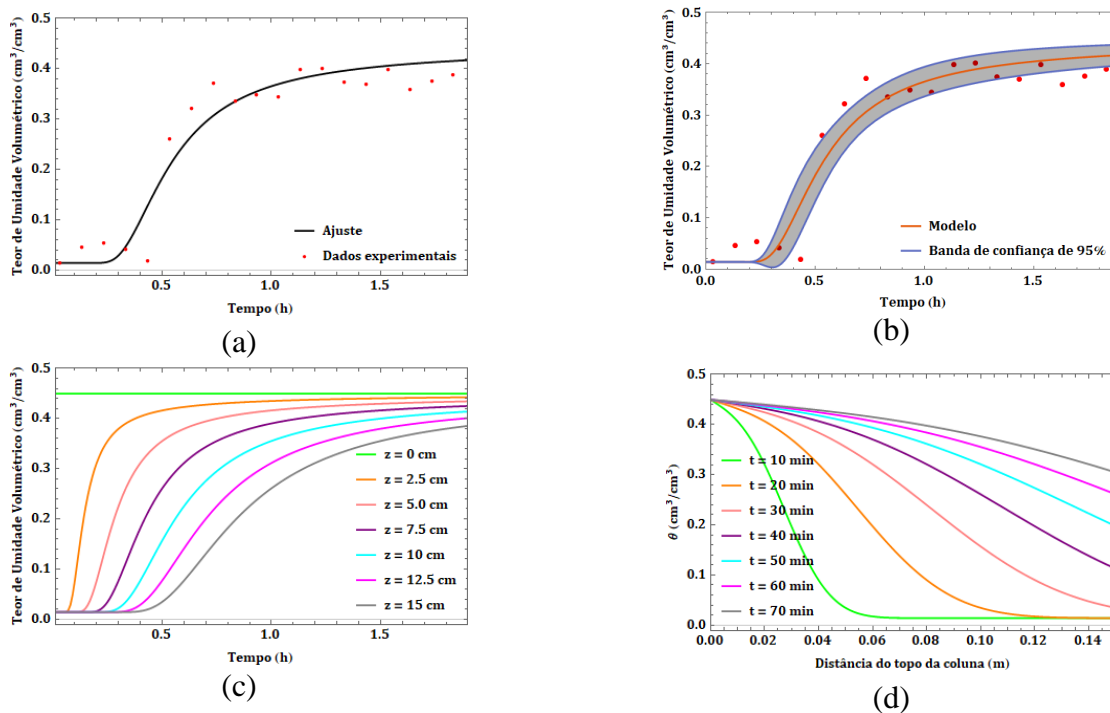 0.5
0.4
0.3
0.2
0.1
0.0
0.5
1.0
1.5
Teor de Umidade Volumétrico (cm³/cm³)
Ajuste
Dados experimentais
Tempo (h)
(a)
0.5
0.4
0.3
0.2
0.1
0.0
0.0
0.5
1.0
1.5
Teor de Umidade Volumétrico (cm³/cm³)
Modelo
Banda de confiança de 95%
Tempo (h)
(b)
0.5
0.4
0.3
0.2
0.1
0.0
0.5
1.0
1.5
Teor de Umidade Volumétrico (cm³/cm³)
z = 0 cm
z = 2.5 cm
z = 5.0 cm
z = 7.5 cm
z = 10 cm
z = 12.5 cm
z = 15 cm
Tempo (h)
(c)
0.5
0.4
0.3
0.2
0.1
0.0
0.00
0.02
0.04
0.06
0.08
0.10
0.12
0.14
θ (cm³/cm³)
t = 10 min
t = 20 min
t = 30 min
t = 40 min
t = 50 min
t = 60 min
t = 70 min
Distância do topo da coluna (m)
(d)